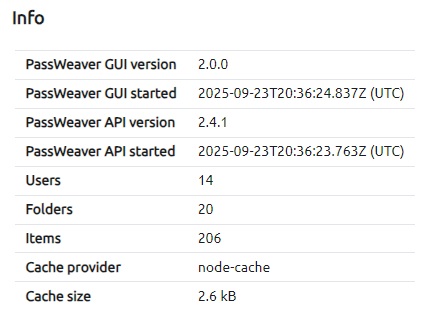 Info
PassWeaver GUI version 2.0.0
PassWeaver GUI started 2025-09-23T20:36:24.837Z (UTC)
PassWeaver API version 2.4.1
PassWeaver API started 2025-09-23T20:36:23.763Z (UTC)
Users 14
Folders 20
Items 206
Cache provider node-cache
Cache size 2.6 kB